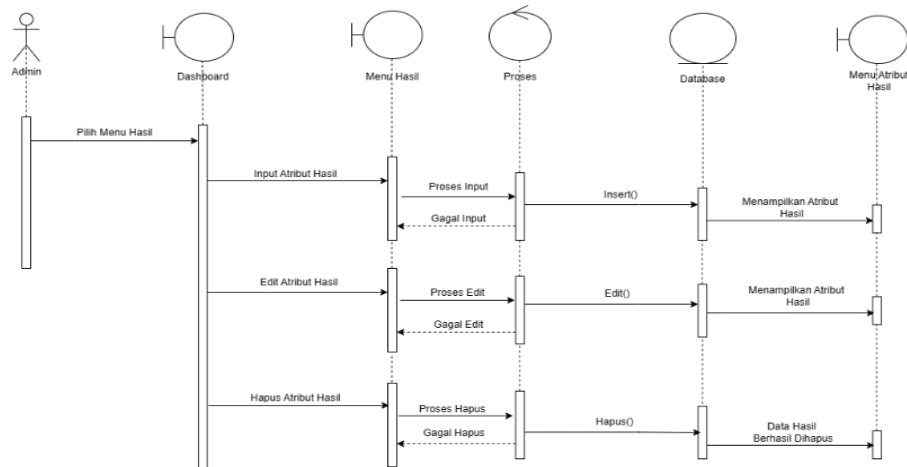 Admin
Dashboard
Menu Hasil
Proses
Database
Menu Atribut
Hasil
Pilih Menu Hasil
Input Atribut Hasil
Proses Input
Insert()
Menampilkan Atribut
Hasil
Gagal Input
Edit Atribut Hasil
Proses Edit
Edit()
Menampilkan Atribut
Hasil
Gagal Edit
Hapus Atribut Hasil
Proses Hapus
Hapus()
Data Hasil
Berhasil Dihapus
Gagal Hapus